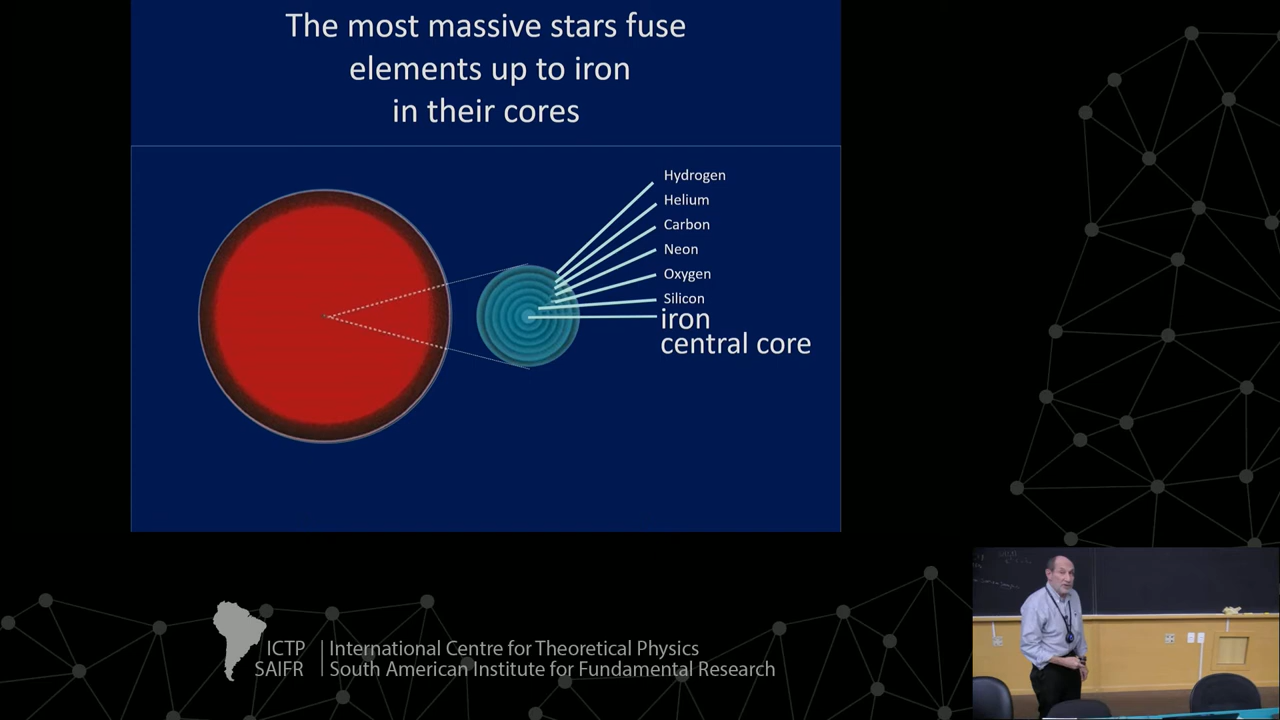 The most massive stars fuse
elements up to iron
in their cores
Hydrogen
Helium
Carbon
Neon
Oxygen
Silicon
iron
central core
ICTP
SAIFR
International Centre for Theoretical Physics
South American Institute for Fundamental Research